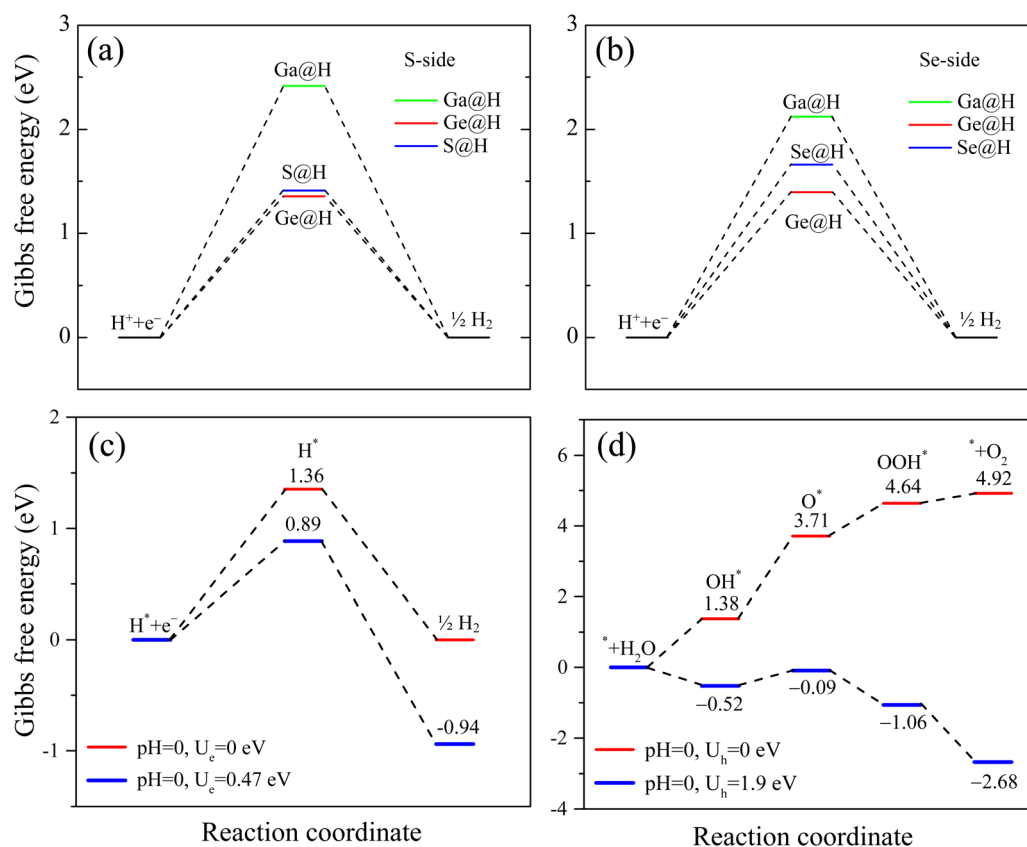 (a)
S-side
Ga@H
Ge@H
S@H
Ga@H
S@H
Ge@H
H⁺+e⁻
½ H₂
3
2
1
0
Gibbs free energy (eV)
(b)
Se-side
Ga@H
Ge@H
Se@H
Ga@H
Se@H
Ge@H
H⁺+e⁻
½ H₂
3
2
1
0
(c)
H*
1.36
0.89
H*+e⁻
½ H₂
−0.94
pH=0, Uₑ=0 eV
pH=0, Uₑ=0.47 eV
2
1
0
-1
Gibbs free energy (eV)
Reaction coordinate
(d)
*+H₂O
OH*
1.38
O*
3.71
OOH*
4.64
*+O₂
4.92
−0.52
−0.09
−1.06
−2.68
pH=0, Uₕ=0 eV
pH=0, Uₕ=1.9 eV
6
4
2
0
-2
-4
Reaction coordinate